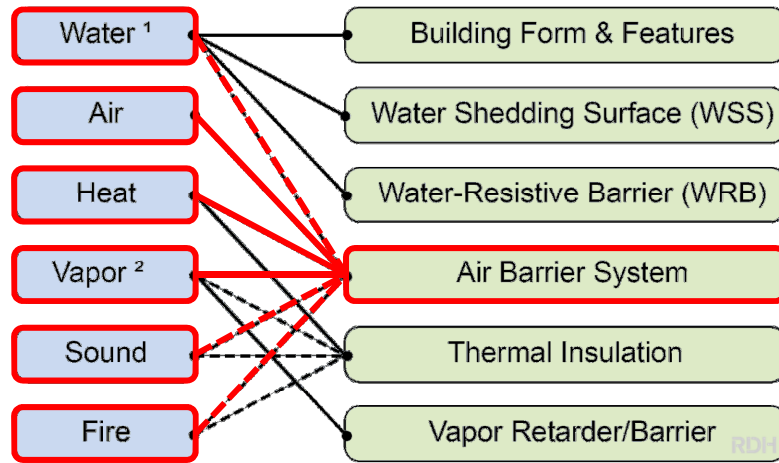 Water ¹
Building Form & Features
Air
Water Shedding Surface (WSS)
Heat
Water-Resistive Barrier (WRB)
Vapor ²
Air Barrier System
Sound
Thermal Insulation
Fire
Vapor Retarder/Barrier
RDH